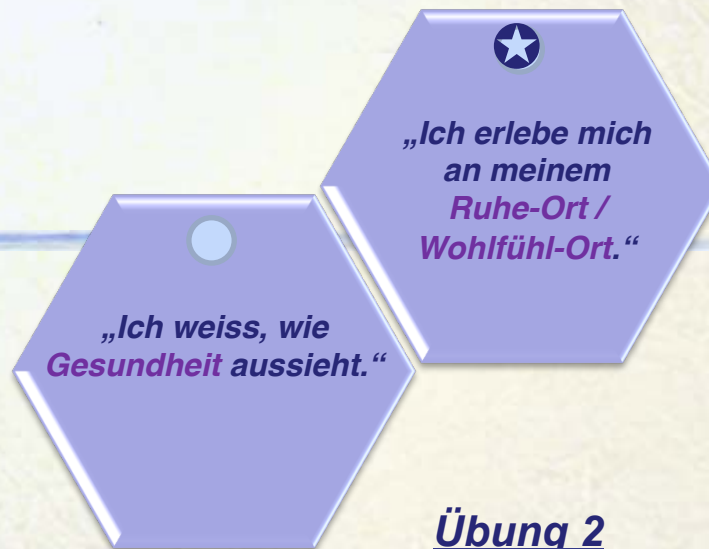 „Ich erlebe mich
an meinem
Ruhe-Ort /
Wohlfühl-Ort.“
„Ich weiss, wie
Gesundheit aussieht.“
Übung 2